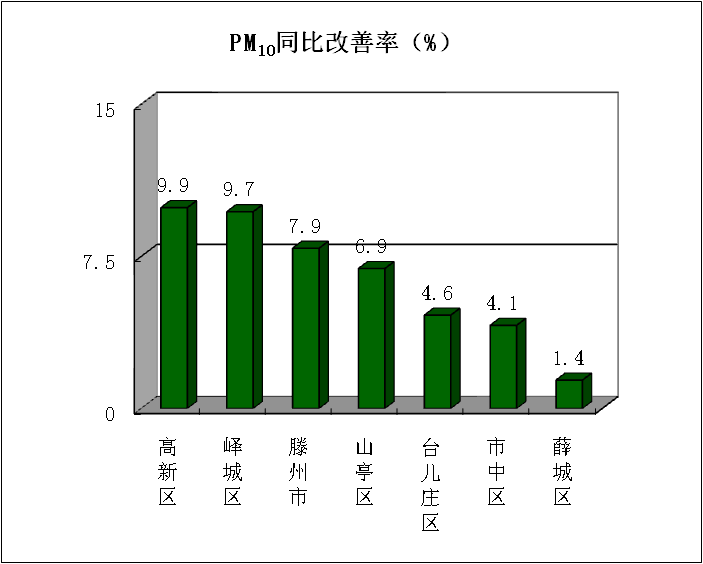 PM10同比改善率（%）
15
7.5
0
9.9
9.7
7.9
6.9
4.6
4.1
1.4
高新区
峄城区
滕州市
山亭区
台儿庄区
市中区
薛城区